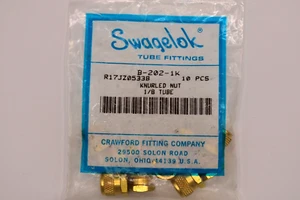 Swagelok
TUBE FITTINGS
B-202-1K
R17JZ0533B 10 PCS
KNURLED NUT
1/8 TUBE
CRAWFORD FITTING COMPANY
29500 SOLON ROAD
SOLON, OHIO 44139 U.S.A.